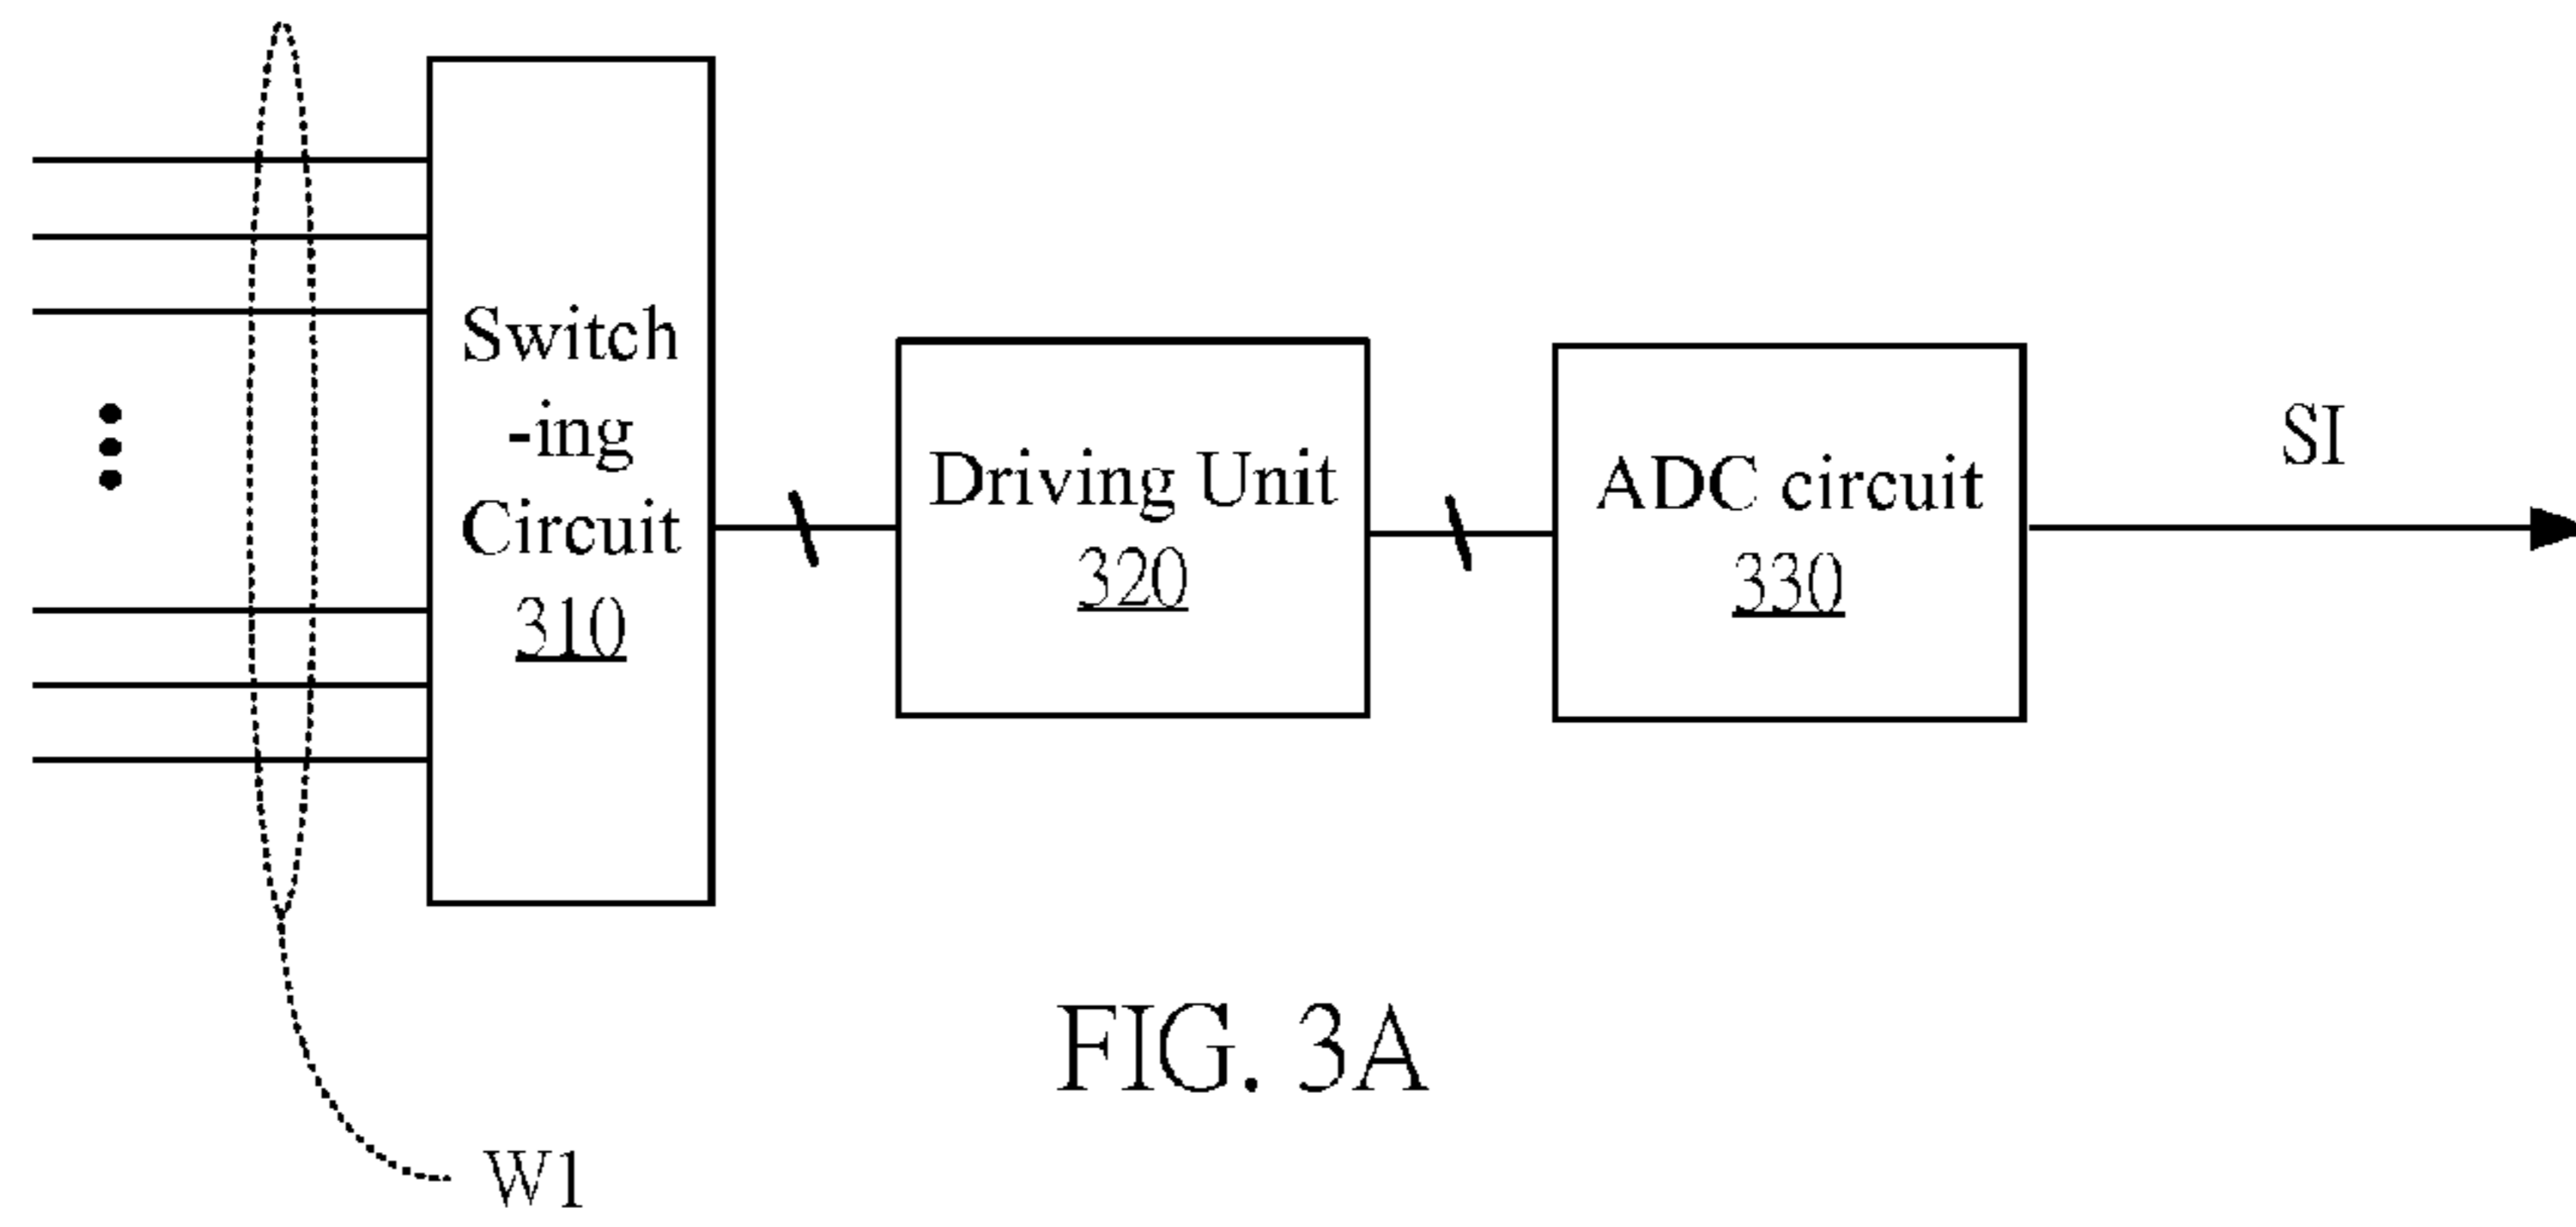 Switch
-ing
Circuit
310
Driving Unit
320
ADC circuit
330
SI
FIG. 3A
W1